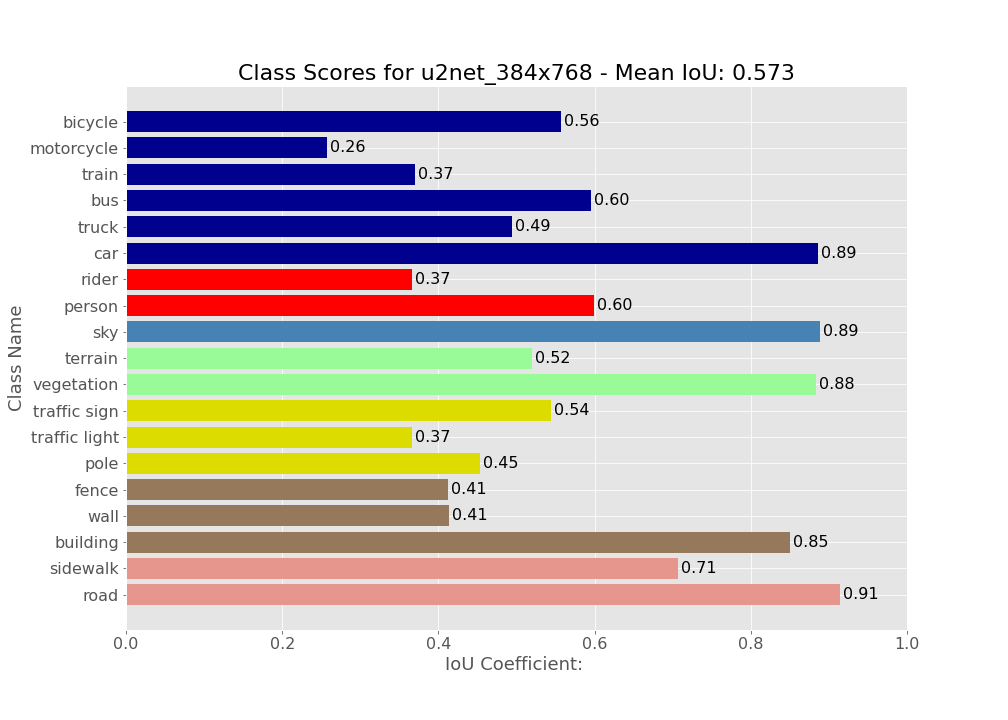 Class Scores for u2net_384x768 - Mean IoU: 0.573
Class Name
bicycle 0.56
motorcycle 0.26
train 0.37
bus 0.60
truck 0.49
car 0.89
rider 0.37
person 0.60
sky 0.89
terrain 0.52
vegetation 0.88
traffic sign 0.54
traffic light 0.37
pole 0.45
fence 0.41
wall 0.41
building 0.85
sidewalk 0.71
road 0.91
0.0 0.2 0.4 0.6 0.8 1.0
IoU Coefficient: